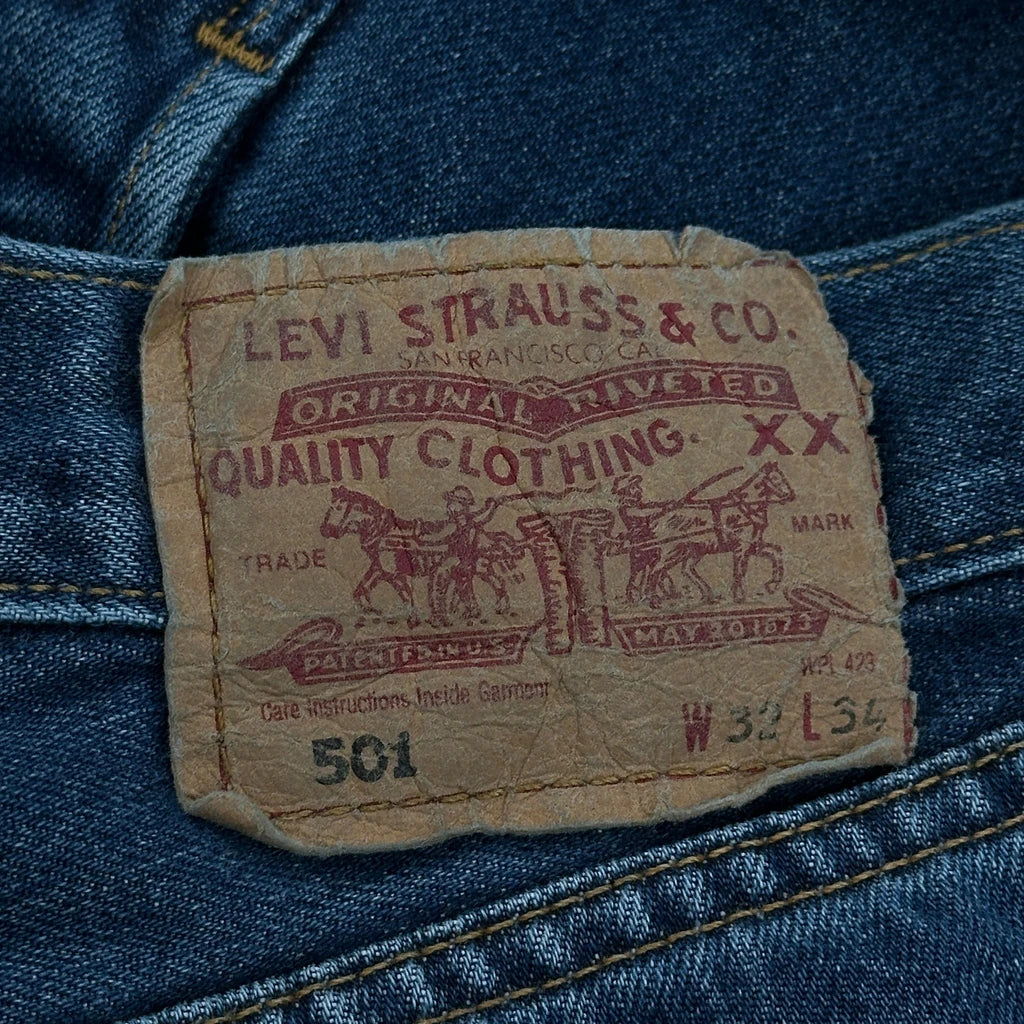 LEVI STRAUSS & CO.
SAN FRANCISCO CAL
ORIGINAL RIVETED
QUALITY CLOTHING. XX
TRADE MARK
PATENTED IN U.S. MAY 20 1873
WPL 423
Care Instructions Inside Garment
501 W 32 L 34